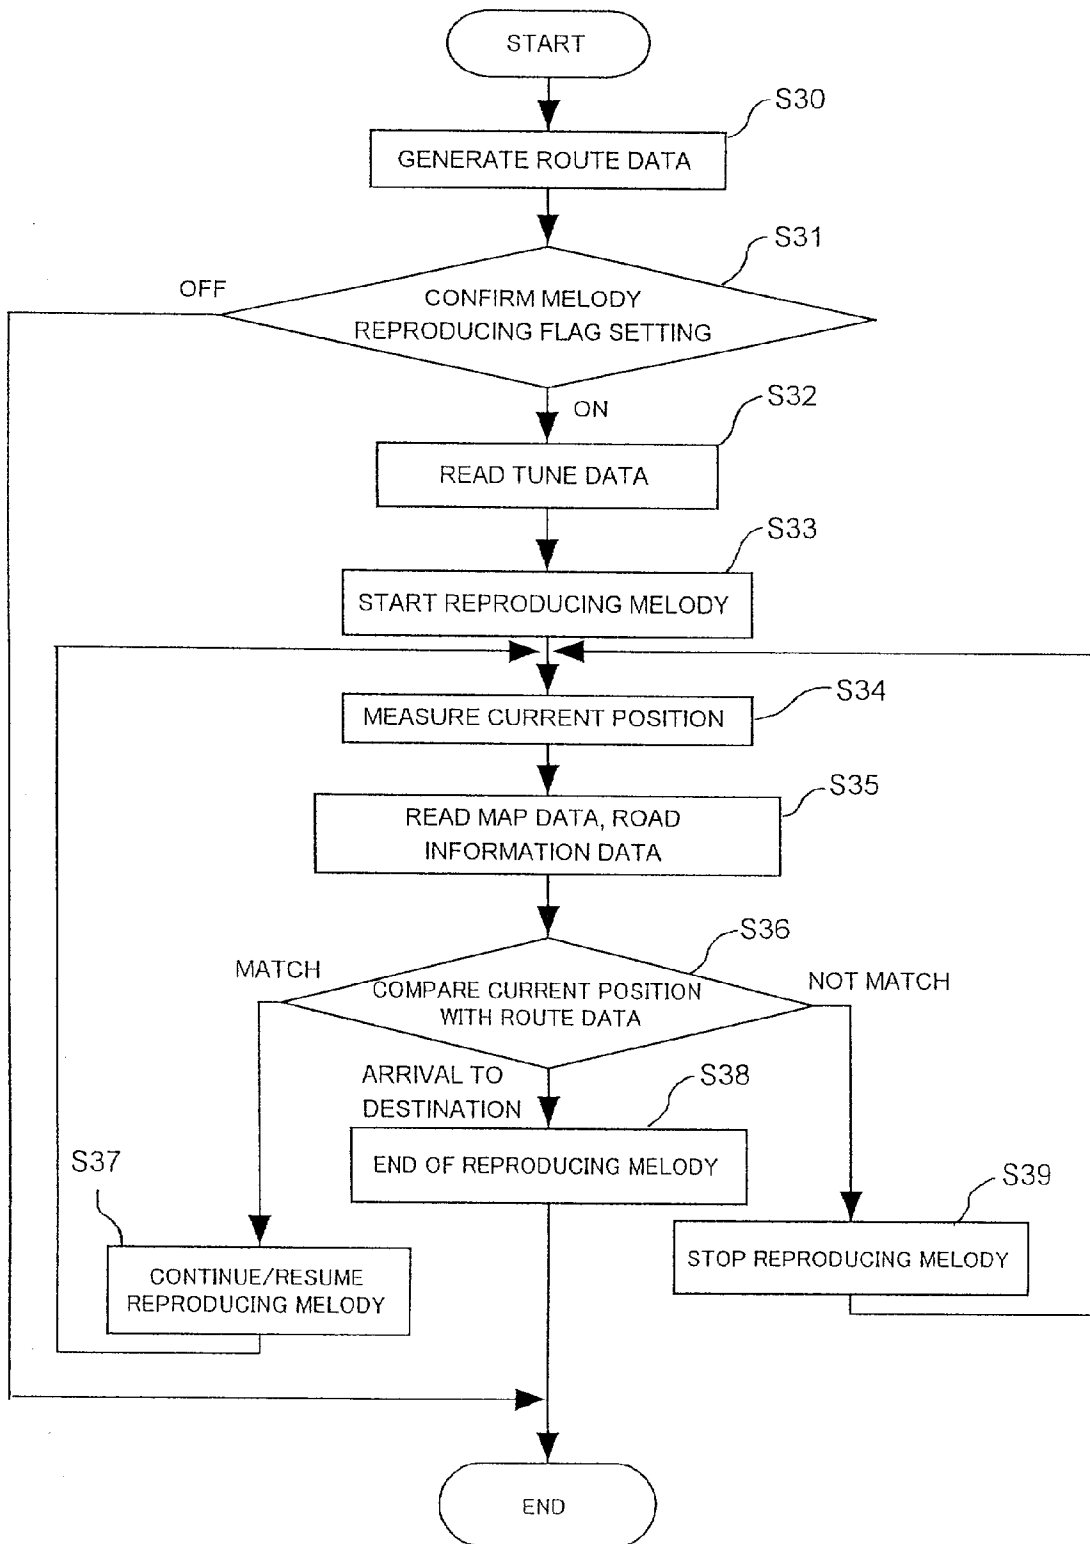 START
S30
GENERATE ROUTE DATA
S31
OFF
CONFIRM MELODY
REPRODUCING FLAG SETTING
ON
S32
READ TUNE DATA
S33
START REPRODUCING MELODY
S34
MEASURE CURRENT POSITION
S35
READ MAP DATA, ROAD
INFORMATION DATA
S36
MATCH
NOT MATCH
COMPARE CURRENT POSITION
WITH ROUTE DATA
ARRIVAL TO
DESTINATION
S38
END OF REPRODUCING MELODY
S37
S39
CONTINUE/RESUME
REPRODUCING MELODY
STOP REPRODUCING MELODY
END